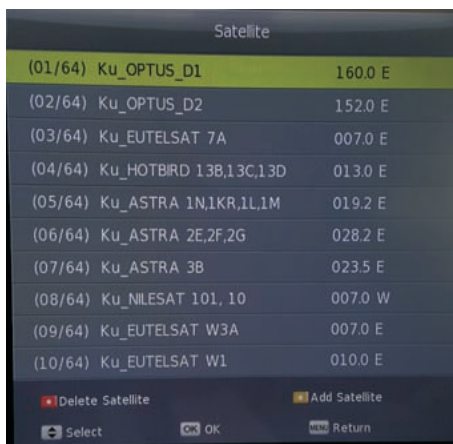 Satellite
(01/64) Ku_OPTUS_D1 160.0 E
(02/64) Ku_OPTUS_D2 152.0 E
(03/64) Ku_EUTELSAT 7A 007.0 E
(04/64) Ku_HOTBIRD 13B,13C,13D 013.0 E
(05/64) Ku_ASTRA 1N,1KR,1L,1M 019.2 E
(06/64) Ku_ASTRA 2E,2F,2G 028.2 E
(07/64) Ku_ASTRA 3B 023.5 E
(08/64) Ku_NILESAT 101, 10 007.0 W
(09/64) Ku_EUTELSAT W3A 007.0 E
(10/64) Ku_EUTELSAT W1 010.0 E
Delete Satellite Add Satellite
Select OK OK MENU Return